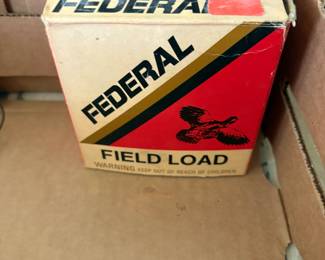 FEDERAL
FEDERAL
FIELD LOAD
WARNING KEEP OUT OF REACH OF CHILDREN